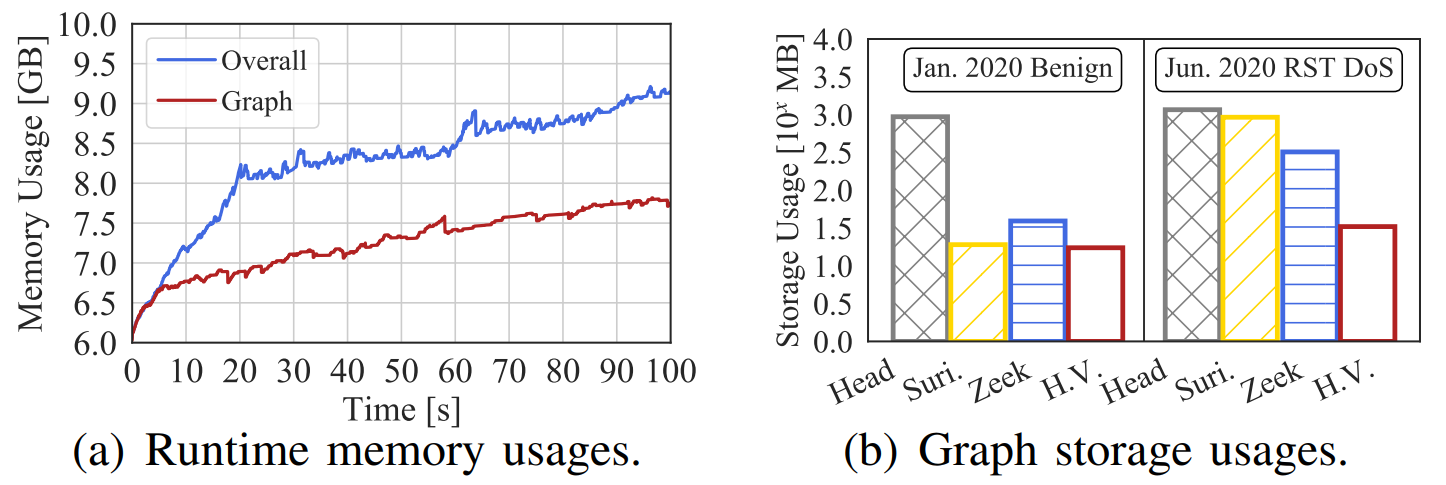 Memory Usage [GB]
10.0
9.5
9.0
8.5
8.0
7.5
7.0
6.5
6.0
Overall
Graph
0 10 20 30 40 50 60 70 80 90 100
Time [s]
(a) Runtime memory usages.
Storage Usage [10^x MB]
4.0
3.5
3.0
2.5
2.0
1.5
1.0
0.5
0.0
Jan. 2020 Benign
Jun. 2020 RST DoS
Head Suri. Zeek H.V. Head Suri. Zeek H.V.
(b) Graph storage usages.